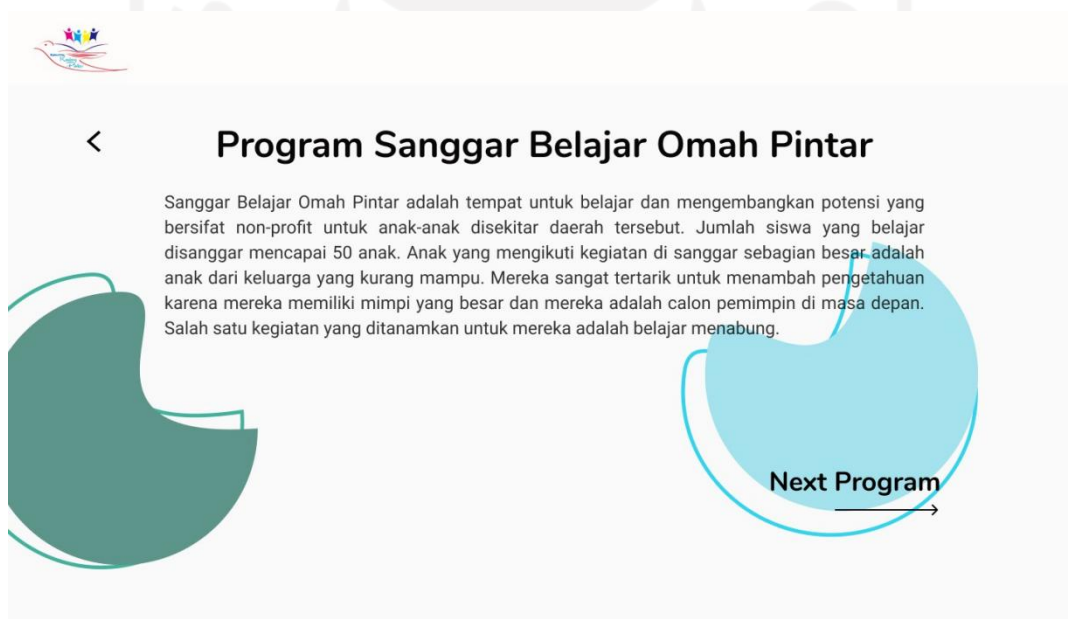 Program Sanggar Belajar Omah Pintar
Sanggar Belajar Omah Pintar adalah tempat untuk belajar dan mengembangkan potensi yang
bersifat non-profit untuk anak-anak disekitar daerah tersebut. Jumlah siswa yang belajar
disanggar mencapai 50 anak. Anak yang mengikuti kegiatan di sanggar sebagian besar adalah
anak dari keluarga yang kurang mampu. Mereka sangat tertarik untuk menambah pengetahuan
karena mereka memiliki mimpi yang besar dan mereka adalah calon pemimpin di masa depan.
Salah satu kegiatan yang ditanamkan untuk mereka adalah belajar menabung.
Next Program